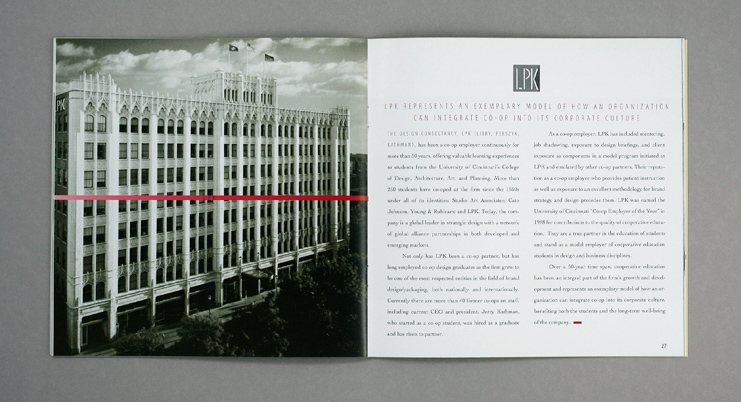 LPK
LPK
LPK REPRESENTS AN EXEMPLARY MODEL OF HOW AN ORGANIZATION
CAN INTEGRATE CO-OP INTO ITS CORPORATE CULTURE
THE DESIGN CONSULTANCY, LPK (LIBBY, PERSZYK,
KATHMAN), has been a co-op employer continuously for
more than 50 years, offering valuable learning experiences
to students from the University of Cincinnati's College
of Design, Architecture, Art, and Planning. More than
250 students have co-oped at the firm since the 1950s
under all of its identities: Studio Art Associates; Cato
Johnson, Young & Rubicam; and LPK. Today, the com-
pany is a global leader in strategic design with a network
of global alliance partnerships in both developed and
emerging markets.
Not only has LPK been a co-op partner, but has
long employed co-op design graduates as the firm grew to
be one of the most respected entities in the field of brand
design/packaging, both nationally and internationally.
Currently there are more than 40 former co-ops on staff,
including current CEO and president, Jerry Kathman,
who started as a co-op student, was hired as a graduate
and has risen to partner.
As a co-op employer, LPK has included mentoring,
job shadowing, exposure to design briefings, and client
exposure as components in a model program initiated at
LPK and emulated by other co-op partners. Their reputa-
tion as a co-op employer who provides patient instruction
as well as exposure to an excellent methodology for brand
strategy and design precedes them. LPK was named the
University of Cincinnati "Co-op Employer of the Year" in
1998 for contributions to the quality of cooperative educa-
tion. They are a true partner in the education of students
and stand as a model employer of cooperative education
students in design and business disciplines.
Over a 50-year time span, cooperative education
has been an integral part of the firm's growth and devel-
opment and represents an exemplary model of how an or-
ganization can integrate co-op into its corporate culture,
benefiting both the students and the long-term well-being
of the company.
27